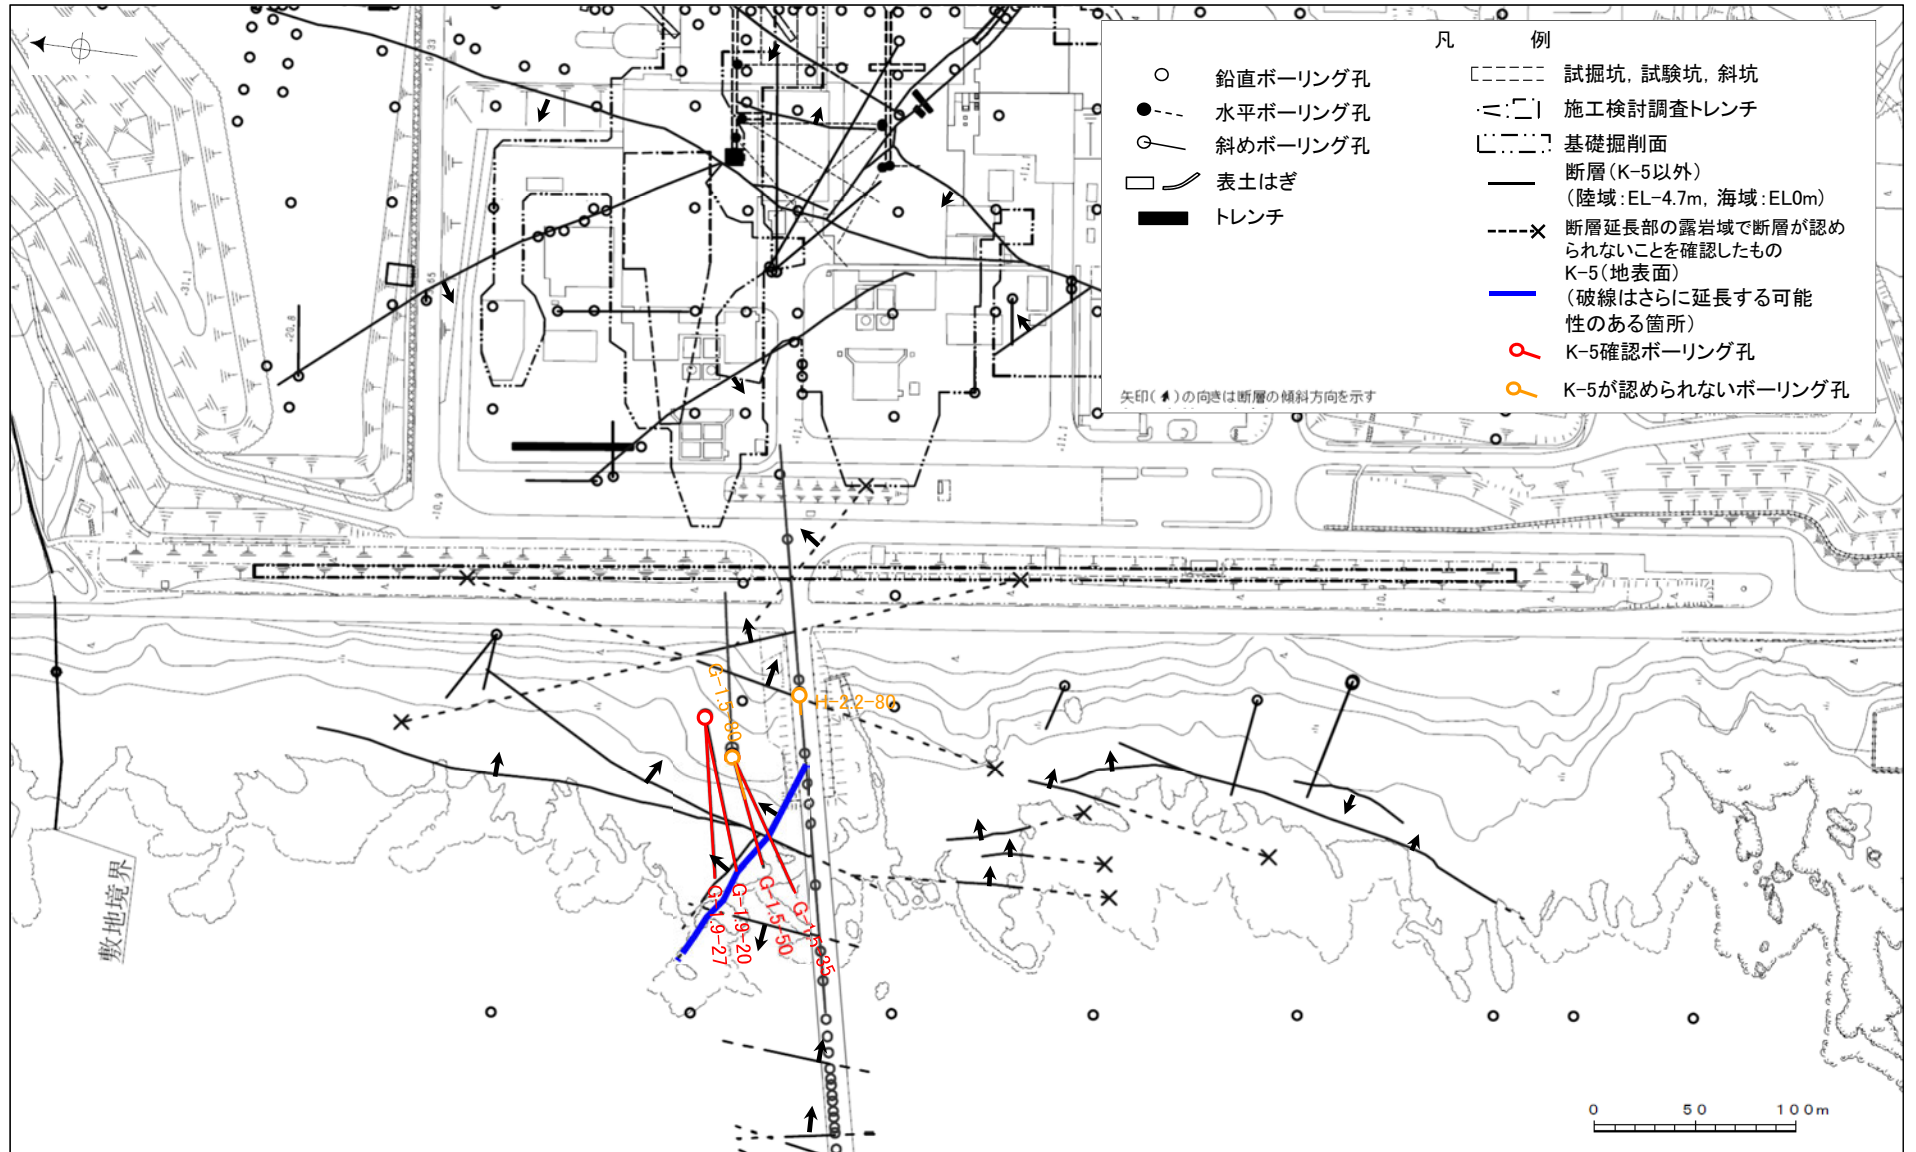 凡 例
鉛直ボーリング孔
水平ボーリング孔
斜めボーリング孔
表土はぎ
トレンチ
試掘坑, 試験坑, 斜坑
施工検討調査トレンチ
基礎掘削面
断層(K-5以外)
(陸域:EL-4.7m, 海域:EL0m)
断層延長部の露岩域で断層が認め
られないことを確認したもの
K-5(地表面)
(破線はさらに延長する可能
性のある箇所)
K-5確認ボーリング孔
K-5が認められないボーリング孔
矢印( )の向きは断層の傾斜方向を示す
G-1.5-80
H-2.2-80
G-1.9-27
G-1.9-20
G-1.5-50
G-1.5-35
敷地境界
0 50 100m